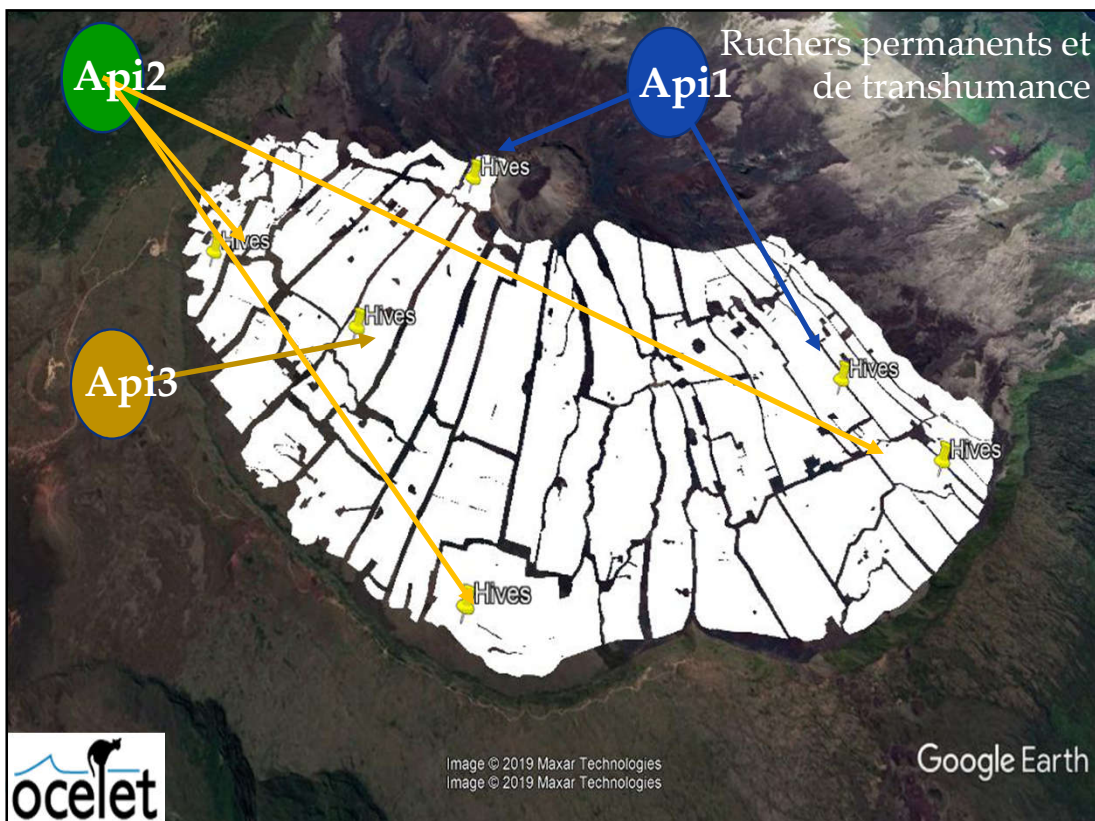 Ruchers permanents et
de transhumance
Api2
Api1
Hives
Hives
Hives
Api3
Hives
Hives
Hives
Image © 2019 Maxar Technologies
Image © 2019 Maxar Technologies
Google Earth
ocelet